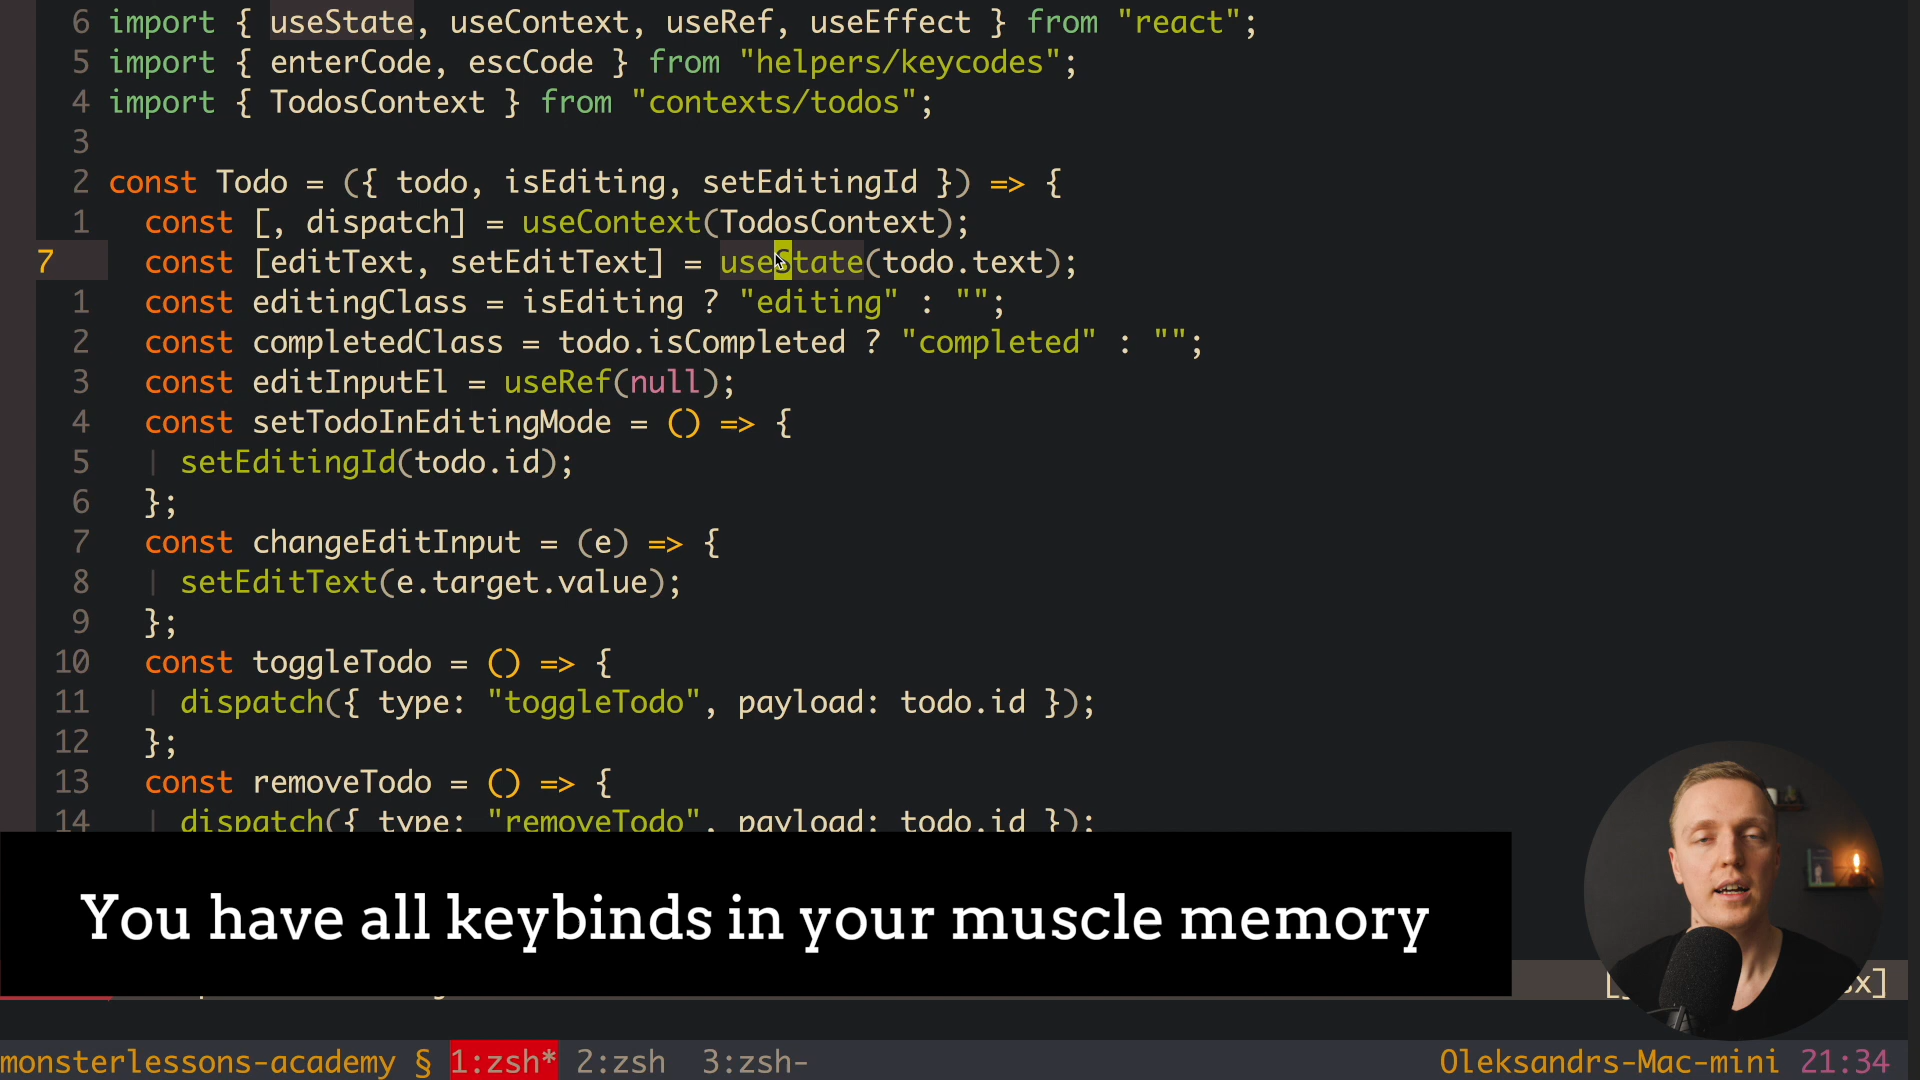 6 import { useState, useContext, useRef, useEffect } from "react";
5 import { enterCode, escCode } from "helpers/keycodes";
4 import { TodosContext } from "contexts/todos";
3
2 const Todo = ({ todo, isEditing, setEditingId }) => {
1 const [, dispatch] = useContext(TodosContext);
7 const [editText, setEditText] = useState(todo.text);
1 const editingClass = isEditing ? "editing" : "";
2 const completedClass = todo.isCompleted ? "completed" : "";
3 const editInputEl = useRef(null);
4 const setTodoInEditingMode = () => {
5 setEditingId(todo.id);
6 };
7 const changeEditInput = (e) => {
8 setEditText(e.target.value);
9 };
10 const toggleTodo = () => {
11 dispatch({ type: "toggleTodo", payload: todo.id });
12 };
13 const removeTodo = () => {
14 dispatch({ type: "removeTodo", payload: todo.id });
You have all keybinds in your muscle memory
monsterlessons-academy § 1:zsh* 2:zsh 3:zsh- Oleksandrs-Mac-mini 21:34